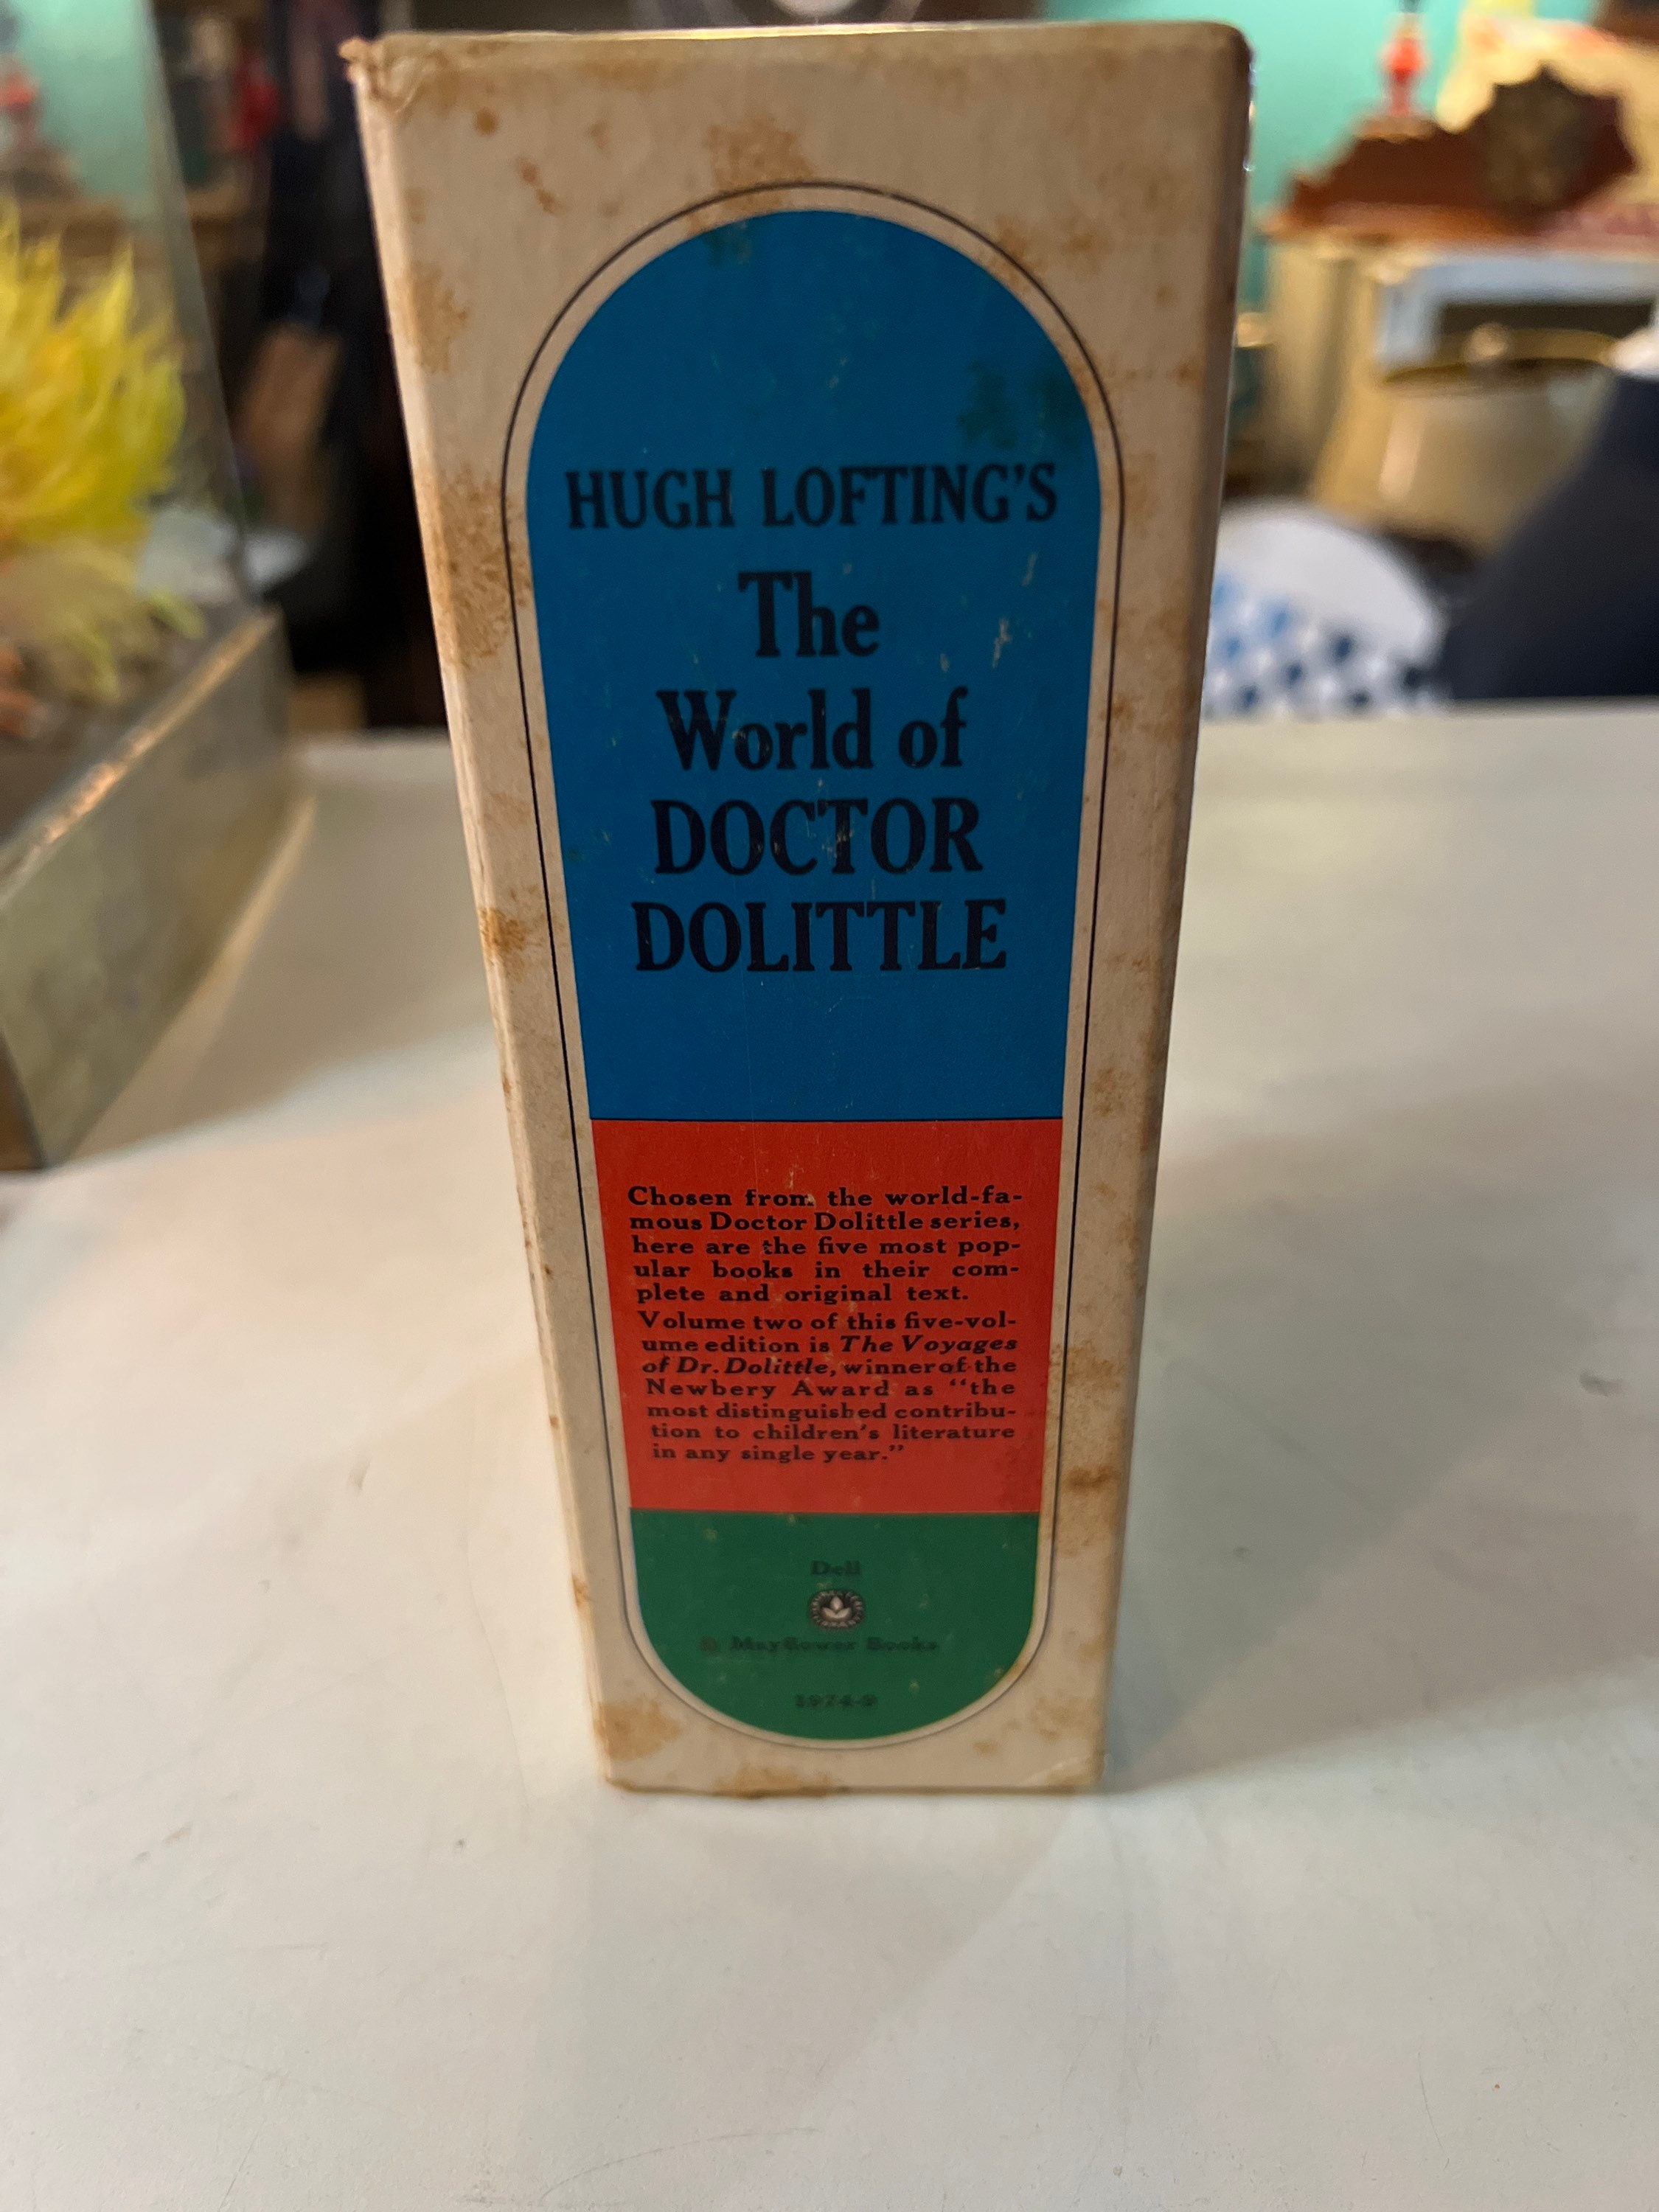 HUGH LOFTING'S
The
World of
DOCTOR
DOLITTLE
Chosen from the world-fa-
mous Doctor Dolittle series,
here are the five most pop-
ular books in their com-
plete and original text.
Volume two of this five-vol-
ume edition is The Voyages
of Dr. Dolittle, winner of the
Newbery Award as “the
most distinguished contribu-
tion to children's literature
in any single year.”
Dell
Mayflower Books